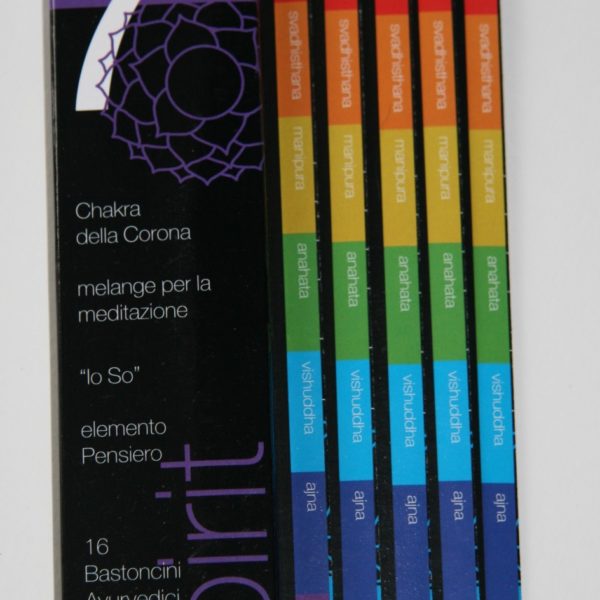 Chakra
della Corona
melange per la
meditazione
"Io So"
elemento
Pensiero
16
Bastoncini
Ayurvedici
pirit
svadhisthana
manipura
anahata
vishuddha
ajna
svadhisthana
manipura
anahata
vishuddha
ajna
svadhisthana
manipura
anahata
vishuddha
ajna
svadhisthana
manipura
anahata
vishuddha
ajna
svadhisthana
manipura
anahata
vishuddha
ajna